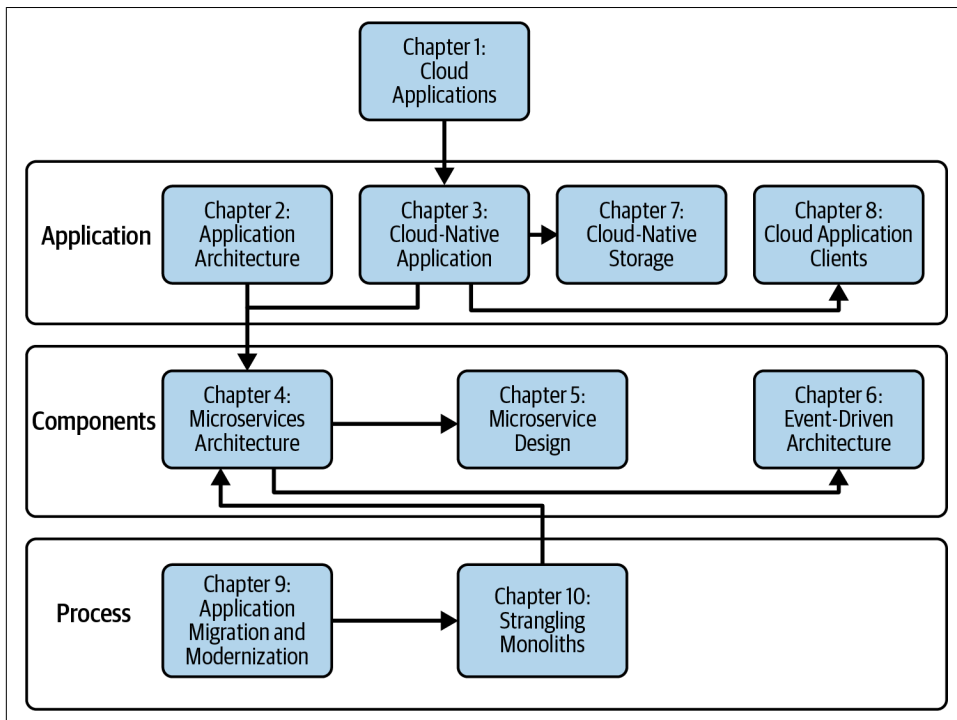 Chapter 1:
Cloud
Applications
Application
Chapter 2:
Application
Architecture
Chapter 3:
Cloud-Native
Application
Chapter 7:
Cloud-Native
Storage
Chapter 8:
Cloud Application
Clients
Components
Chapter 4:
Microservices
Architecture
Chapter 5:
Microservice
Design
Chapter 6:
Event-Driven
Architecture
Process
Chapter 9:
Application
Migration and
Modernization
Chapter 10:
Strangling
Monoliths